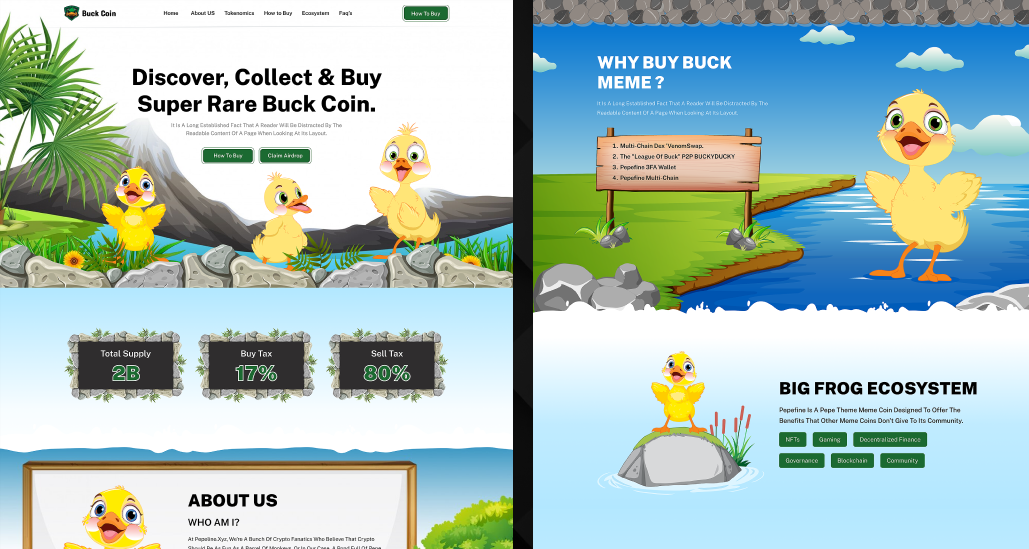 Buck Coin
Home About US Tokenomics How to Buy Ecosystem Faq's
How To Buy
Discover, Collect & Buy
Super Rare Buck Coin.
It Is A Long Established Fact That A Reader Will Be Distracted By The
Readable Content Of A Page When Looking At Its Layout.
How To Buy Claim Airdrop
Total Supply
2B
Buy Tax
17%
Sell Tax
80%
ABOUT US
WHO AM I?
At Pepeline.Xyz, We're A Bunch Of Crypto Fanatics Who Believe That Crypto
Should Be As Fun As A Barrel Of Monkeys, Or In Our Case, A Pond Full Of Pepe
WHY BUY BUCK
MEME ?
It Is A Long Established Fact That A Reader Will Be Distracted By The
Readable Content Of A Page When Looking At Its Layout.
1. Multi-Chain Dex 'VenomSwap.
2. The "League Of Buck" P2P BUCKYDUCKY
3. Pepefine 3FA Wallet
4. Pepefine Multi-Chain
BIG FROG ECOSYSTEM
Pepefine Is A Pepe Theme Meme Coin Designed To Offer The
Benefits That Other Meme Coins Don't Give To Its Community.
NFTs Gaming Decentralized Finance
Governance Blockchain Community